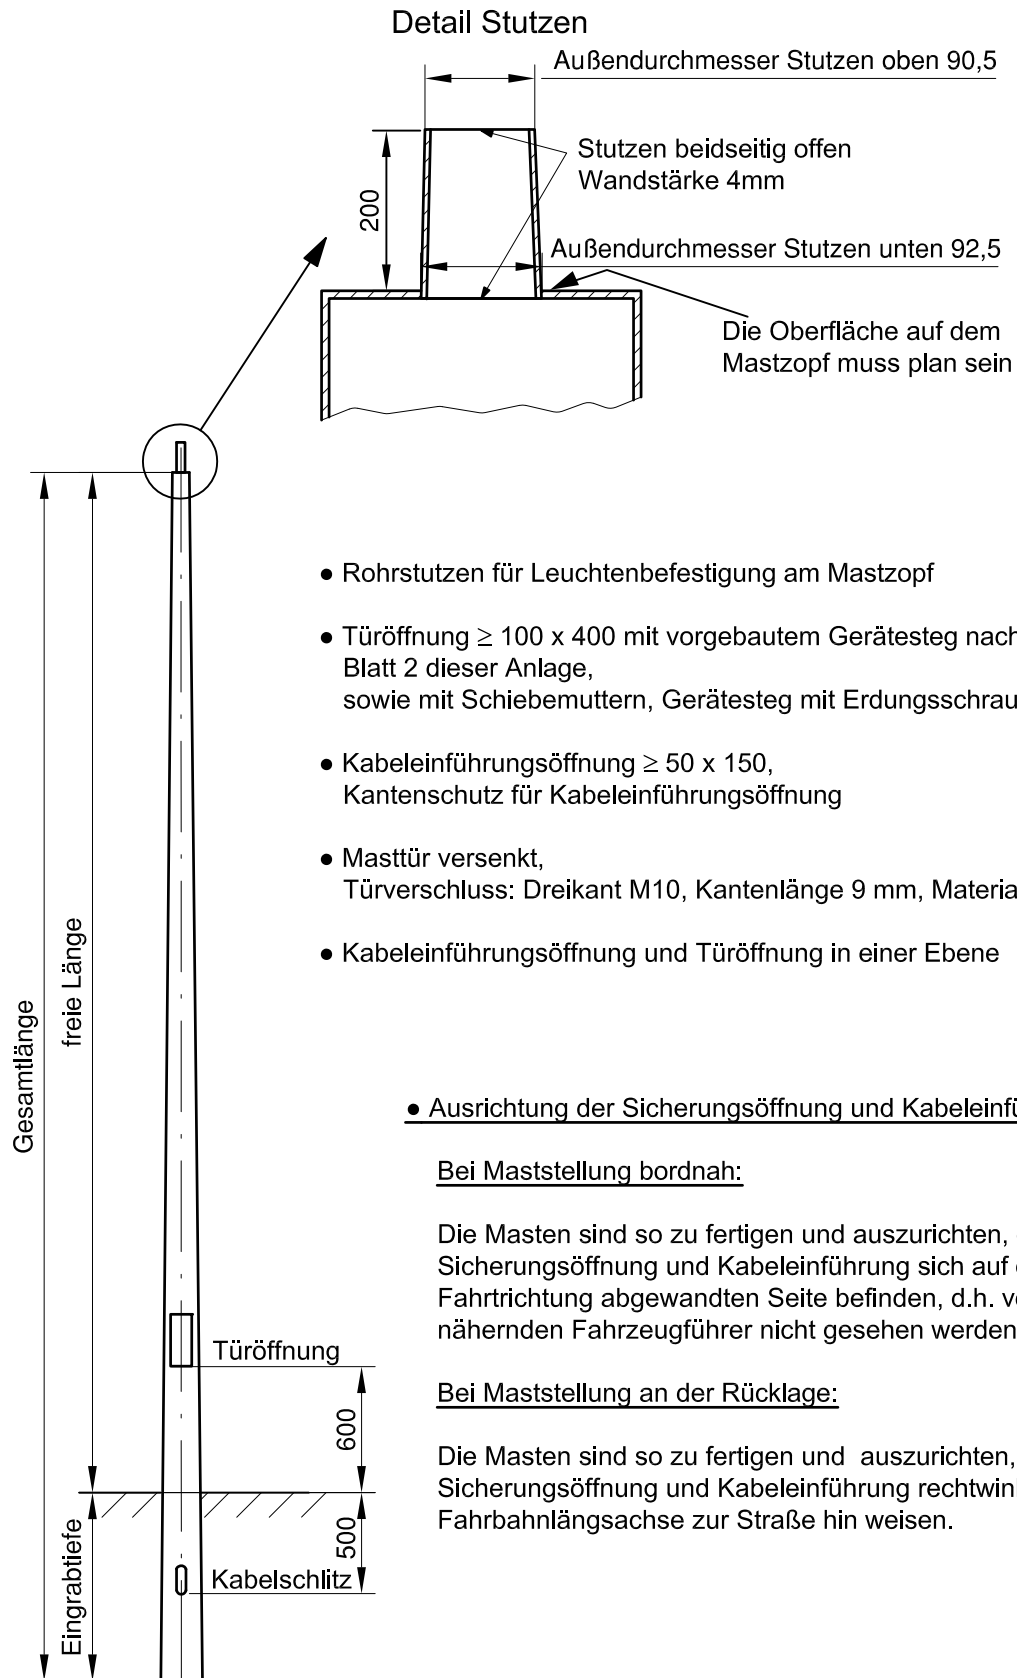 Detail Stutzen
Außendurchmesser Stutzen oben 90,5
Stutzen beidseitig offen
Wandstärke 4mm
200
Außendurchmesser Stutzen unten 92,5
Die Oberfläche auf dem
Mastzopf muss plan sein
● Rohrstutzen für Leuchtenbefestigung am Mastzopf
● Türöffnung ≥ 100 x 400 mit vorgebautem Gerätesteg nach
Blatt 2 dieser Anlage,
sowie mit Schiebemuttern, Gerätesteg mit Erdungsschrau
● Kabeleinführungsöffnung ≥ 50 x 150,
Kantenschutz für Kabeleinführungsöffnung
● Masttür versenkt,
Türverschluss: Dreikant M10, Kantenlänge 9 mm, Materia
● Kabeleinführungsöffnung und Türöffnung in einer Ebene
Gesamtlänge
freie Länge
● Ausrichtung der Sicherungsöffnung und Kabeleinfü
Bei Maststellung bordnah:
Die Masten sind so zu fertigen und auszurichten,
Sicherungsöffnung und Kabeleinführung sich auf
Fahrtrichtung abgewandten Seite befinden, d.h. v
nähernden Fahrzeugführer nicht gesehen werden
Bei Maststellung an der Rücklage:
Die Masten sind so zu fertigen und auszurichten,
Sicherungsöffnung und Kabeleinführung rechtwin
Fahrbahnlängsachse zur Straße hin weisen.
Türöffnung
600
500
Kabelschlitz
Eingrabtiefe